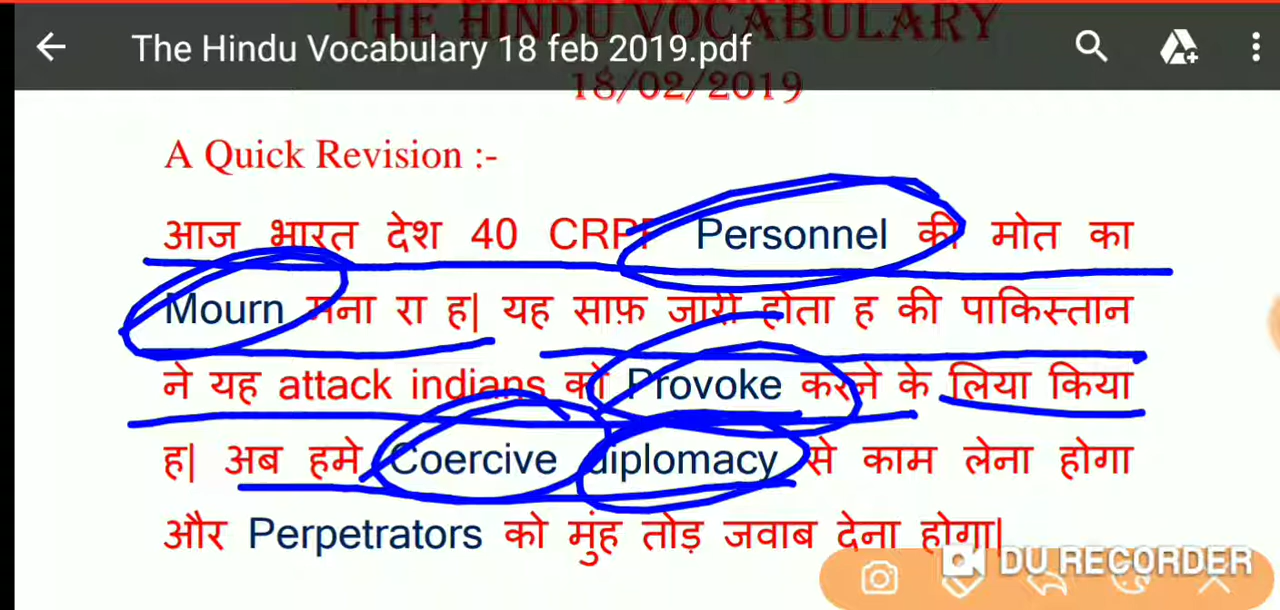 THE HINDU VOCABULARY
The Hindu Vocabulary 18 feb 2019.pdf
18/02/2019
A Quick Revision :-
आज भारत देश 40 CRPF Personnel की मोत का
Mourn मना रा ह|  यह साफ़ जारी होता ह की पाकिस्तान
ने यह attack indians को Provoke करने के लिया किया
ह| अब हमे Coercive diplomacy से काम लेना होगा
और Perpetrators को मुंह तोड़ जवाब देना होगा|
DU RECORDER